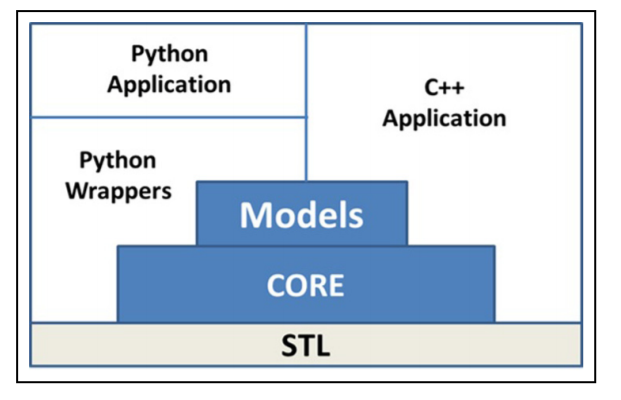 Python
Application
C++
Application
Python
Wrappers
Models
CORE
STL